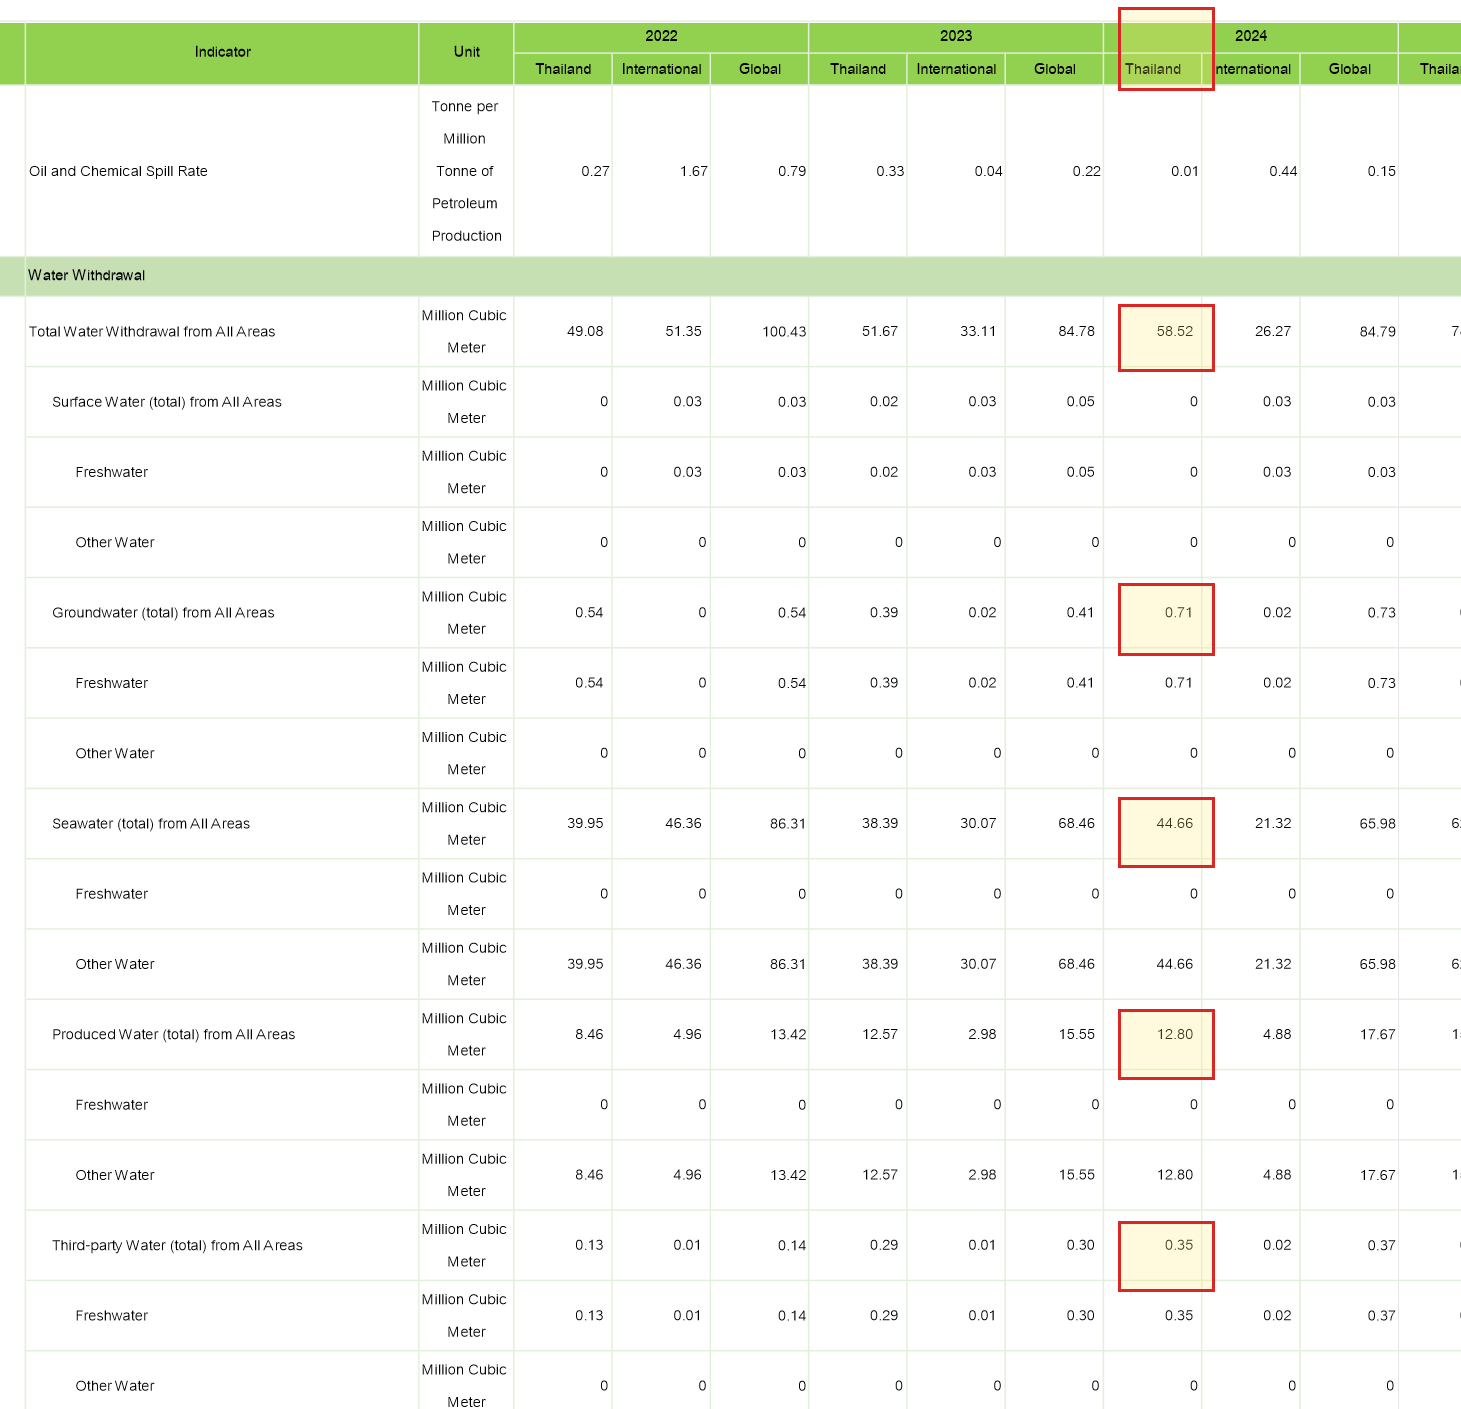 Indicator Unit 2022 2023 2024
Thailand International Global Thailand International Global Thailand nternational Global
Oil and Chemical Spill Rate Tonne per Million Tonne of Petroleum Production 0.27 1.67 0.79 0.33 0.04 0.22 0.01 0.44 0.15
Water Withdrawal
Total Water Withdrawal from All Areas Million Cubic Meter 49.08 51.35 100.43 51.67 33.11 84.78 58.52 26.27 84.79
Surface Water (total) from All Areas Million Cubic Meter 0 0.03 0.03 0.02 0.03 0.05 0 0.03 0.03
Freshwater Million Cubic Meter 0 0.03 0.03 0.02 0.03 0.05 0 0.03 0.03
Other Water Million Cubic Meter 0 0 0 0 0 0 0 0 0
Groundwater (total) from All Areas Million Cubic Meter 0.54 0 0.54 0.39 0.02 0.41 0.71 0.02 0.73
Freshwater Million Cubic Meter 0.54 0 0.54 0.39 0.02 0.41 0.71 0.02 0.73
Other Water Million Cubic Meter 0 0 0 0 0 0 0 0 0
Seawater (total) from All Areas Million Cubic Meter 39.95 46.36 86.31 38.39 30.07 68.46 44.66 21.32 65.98
Freshwater Million Cubic Meter 0 0 0 0 0 0 0 0 0
Other Water Million Cubic Meter 39.95 46.36 86.31 38.39 30.07 68.46 44.66 21.32 65.98
Produced Water (total) from All Areas Million Cubic Meter 8.46 4.96 13.42 12.57 2.98 15.55 12.80 4.88 17.67
Freshwater Million Cubic Meter 0 0 0 0 0 0 0 0 0
Other Water Million Cubic Meter 8.46 4.96 13.42 12.57 2.98 15.55 12.80 4.88 17.67
Third-party Water (total) from All Areas Million Cubic Meter 0.13 0.01 0.14 0.29 0.01 0.30 0.35 0.02 0.37
Freshwater Million Cubic Meter 0.13 0.01 0.14 0.29 0.01 0.30 0.35 0.02 0.37
Other Water Million Cubic Meter 0 0 0 0 0 0 0 0 0